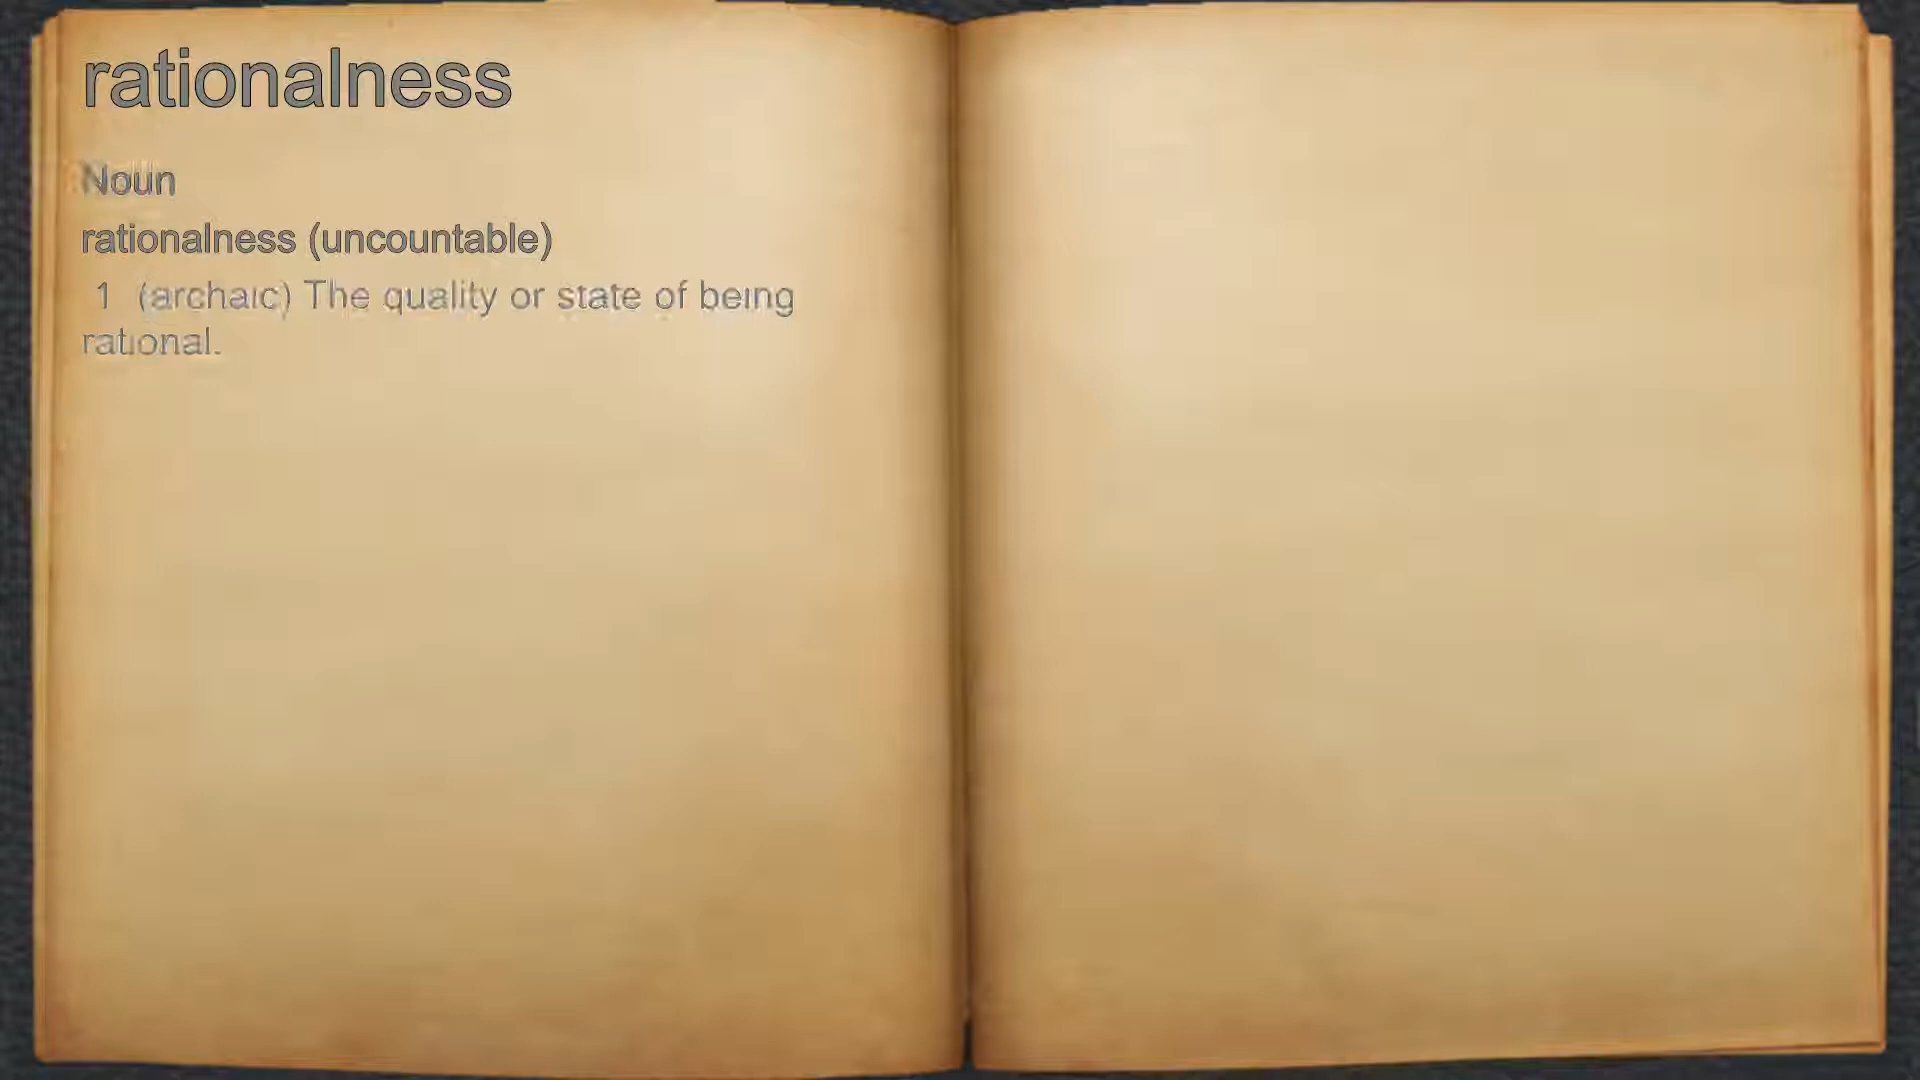 rationalness
Noun
rationalness (uncountable)
1 (archaic) The quality or state of being
rational.